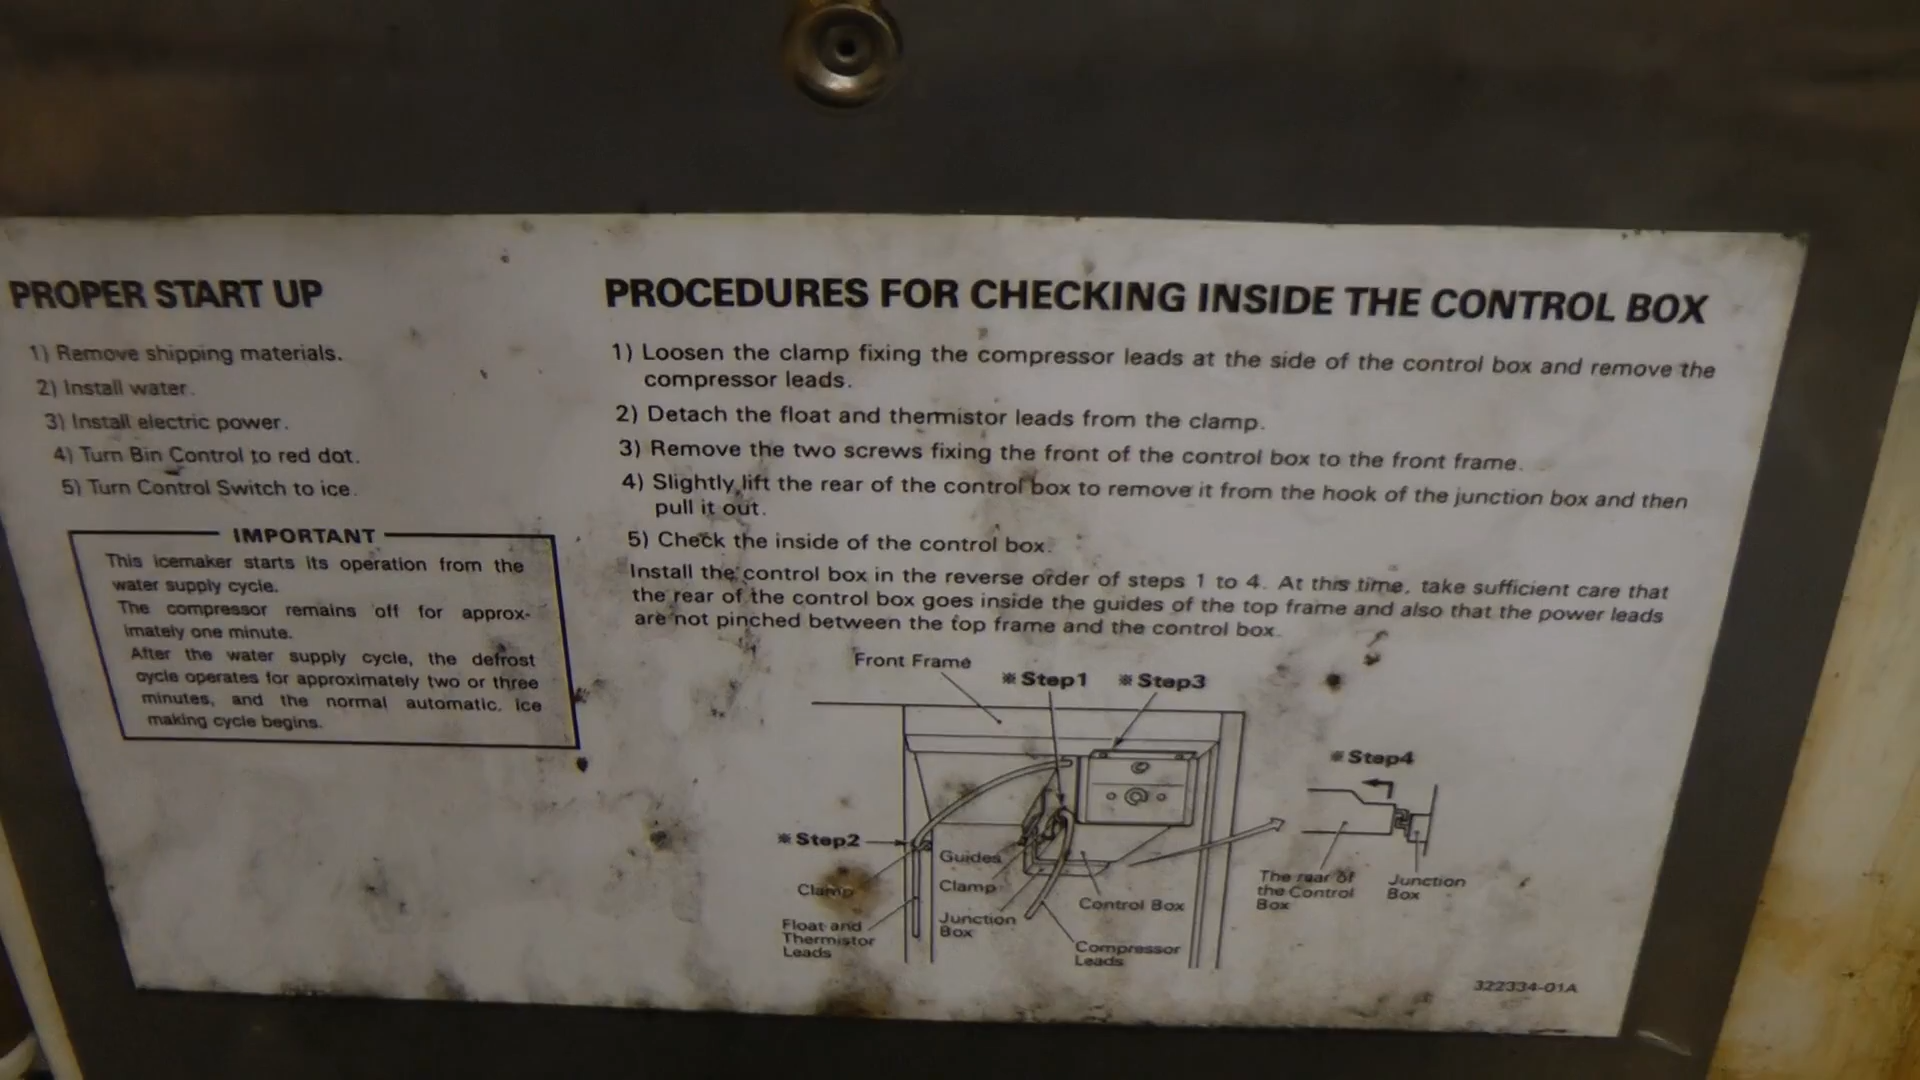 PROPER START UP
1) Remove shipping materials.
2) Install water.
3) Install electric power.
4) Turn Bin Control to red dot.
5) Turn Control Switch to ice.
IMPORTANT
This icemaker starts its operation from the
water supply cycle.
The compressor remains off for approx-
imately one minute.
After the water supply cycle, the defrost
cycle operates for approximately two or three
minutes, and the normal automatic. ice
making cycle begins.
PROCEDURES FOR CHECKING INSIDE THE CONTROL BOX
1) Loosen the clamp fixing the compressor leads at the side of the control box and remove the
compressor leads.
2) Detach the float and thermistor leads from the clamp.
3) Remove the two screws fixing the front of the control box to the front frame.
4) Slightly lift the rear of the control box to remove it from the hook of the junction box and then
pull it out.
5) Check the inside of the control box.
Install the control box in the reverse order of steps 1 to 4. At this time, take sufficient care that
the rear of the control box goes inside the guides of the top frame and also that the power leads
are not pinched between the top frame and the control box.
Front Frame
※Step1 ※Step3
※Step4
※Step2
Guides
Clamp
Clamp
Junction
Box
Float and
Thermistor
Leads
Control Box
Compressor
Leads
The rear of
the Control
Box
Junction
Box
322334-01A